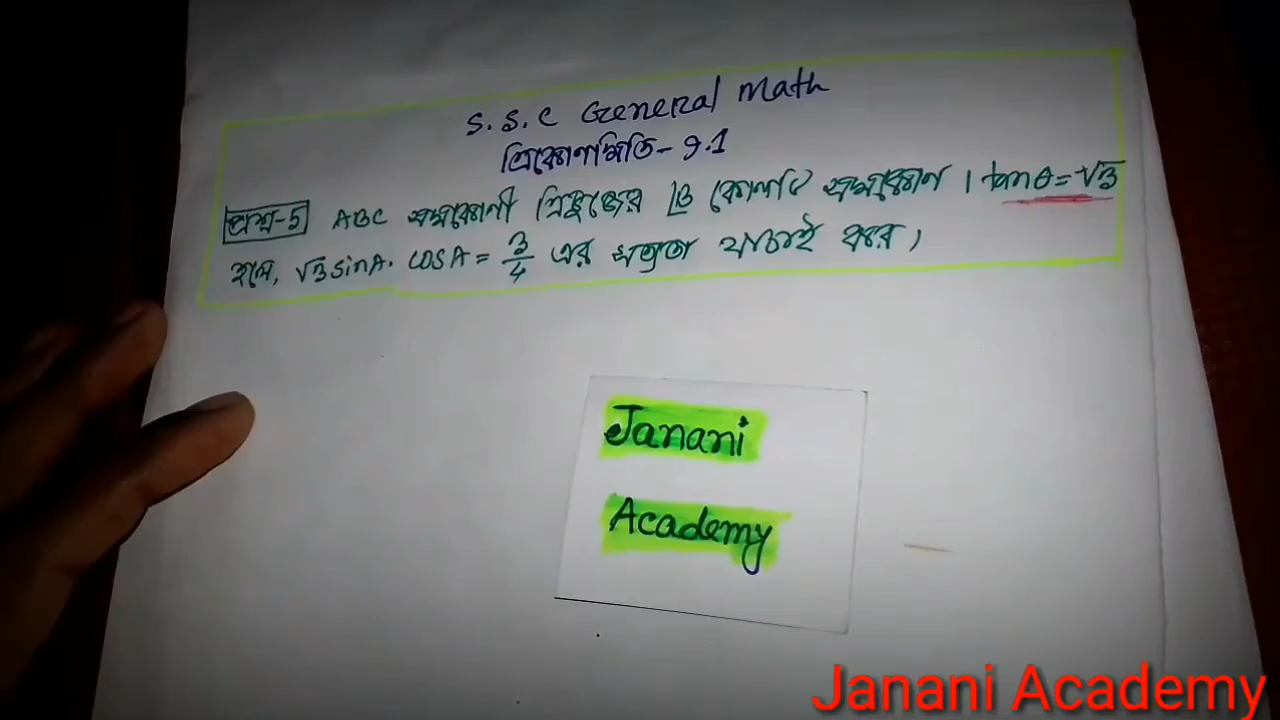 S.S.C General Math
ত্রিকোণমিতি- 9.1
প্রশ্ন-5 ABC সমকোণী ত্রিভুজের B কোণটি সমকোণ । tanθ = √3
হলে, √3 sinA. cosA = 3/4 এর সত্যতা যাচাই কর ।
Janani
Academy
Janani Academy